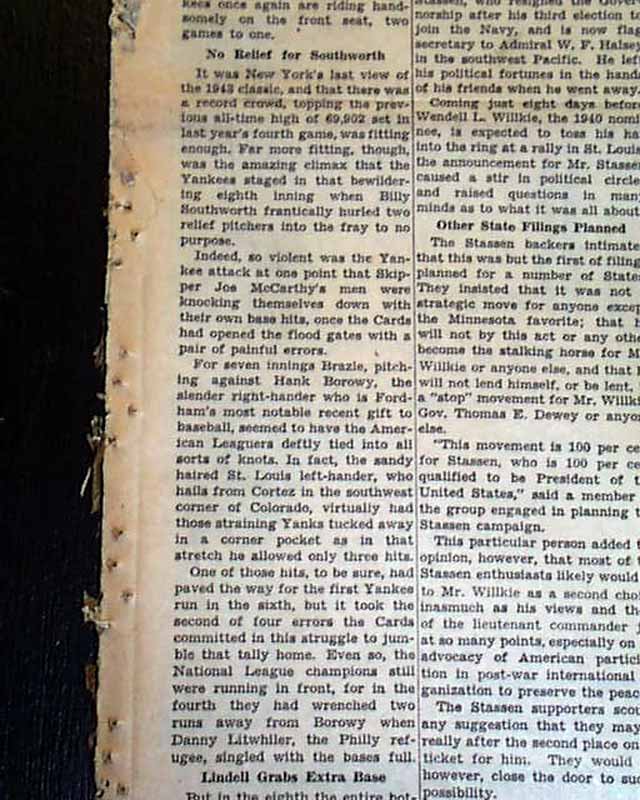 kees once again are riding hand-
somely on the front seat, two
games to one.
No Relief for Southworth
It was New York's last view of
the 1943 classic, and that there was
a record crowd, topping the prev-
ious all-time high of 69,902 set in
last year's fourth game, was fitting
enough. Far more fitting, though,
was the amazing climax that the
Yankees staged in that bewilder-
ing eighth inning when Billy
Southworth frantically hurled two
relief pitchers into the fray to no
purpose.
Indeed, so violent was the Yan-
kee attack at one point that Skip-
per Joe McCarthy's men were
knocking themselves down with
their own base hits, once the Cards
had opened the flood gates with a
pair of painful errors.
For seven innings Brazle, pitch-
ing against Hank Borowy, the
slender right-hander who is Ford-
ham's most notable recent gift to
baseball, seemed to have the Amer-
ican Leaguers deftly tied into all
sorts of knots. In fact, the sandy
haired St. Louis left-hander, who
hails from Cortez in the southwest
corner of Colorado, virtually had
those straining Yanks tucked away
in a corner pocket as in that
stretch he allowed only three hits.
One of those hits, to be sure, had
paved the way for the first Yankee
run in the sixth, but it took the
second of four errors the Cards
committed in this struggle to jum-
ble that tally home. Even so, the
National League champions still
were running in front, for in the
fourth they had wrenched two
runs away from Borowy when
Danny Litwhiler, the Philly ref-
ugee, singled with the bases full.
Lindell Grabs Extra Base
But in the eighth the entire bot-
Stassen, who resigned the Gover-
norship after his third election t
join the Navy, and is now flag
secretary to Admiral W. F. Halsey
in the southwest Pacific. He left
his political fortunes in the hand
of his friends when he went away.
Coming just eight days before
Wendell L. Willkie, the 1940 nomi-
nee, is expected to toss his ha
into the ring at a rally in St. Louis
the announcement for Mr. Stassen
caused a stir in political circle
and raised questions in many
minds as to what it was all about
Other State Filings Planned
The Stassen backers intimate
that this was but the first of filing
planned for a number of States
They insisted that it was not
strategic move for anyone excep
the Minnesota favorite; that h
will not by this act or any othe
become the stalking horse for M
Willkie or anyone else, and that h
will not lend himself, or be lent,
a "stop" movement for Mr. Willki
Gov. Thomas E. Dewey or anyon
else.
"This movement is 100 per ce
for Stassen, who is 100 per ce
qualified to be President of t
United States," said a member
the group engaged in planning t
Stassen campaign.
This particular person added t
opinion, however, that most of t
Stassen enthusiasts likely would
to Mr. Willkie as a second choi
inasmuch as his views and th
of the lieutenant commander
at so many points, especially on
advocacy of American partici
tion in post-war international
ganization to preserve the peac
The Stassen supporters scou
any suggestion that they may
really after the second place on
ticket for him. They would
however, close the door to suc
possibility.